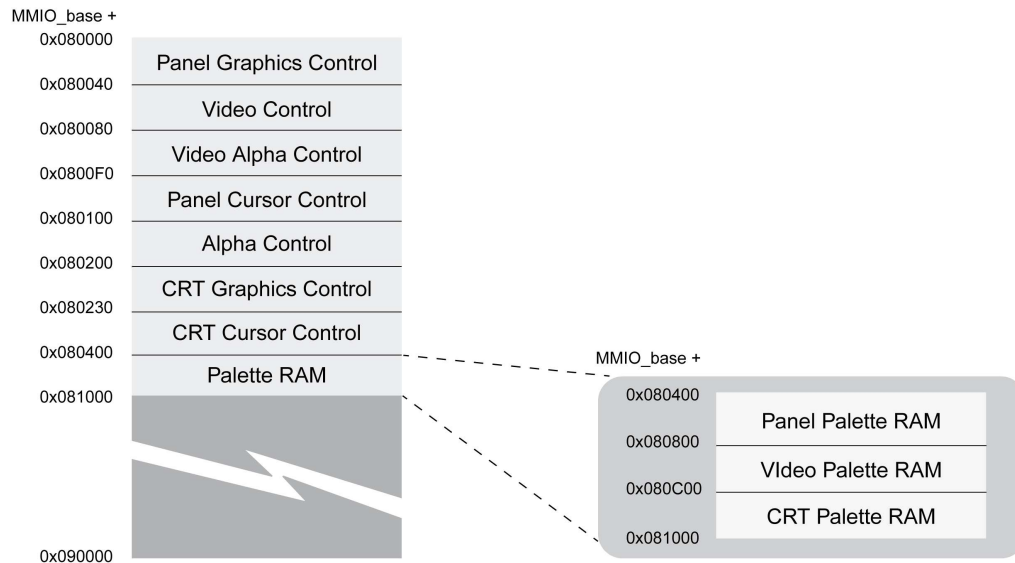 MMIO_base +
0x080000
Panel Graphics Control
0x080040
Video Control
0x080080
Video Alpha Control
0x0800F0
Panel Cursor Control
0x080100
Alpha Control
0x080200
CRT Graphics Control
0x080230
CRT Cursor Control
0x080400
Palette RAM
0x081000
0x090000
MMIO_base +
0x080400
Panel Palette RAM
0x080800
VIdeo Palette RAM
0x080C00
CRT Palette RAM
0x081000